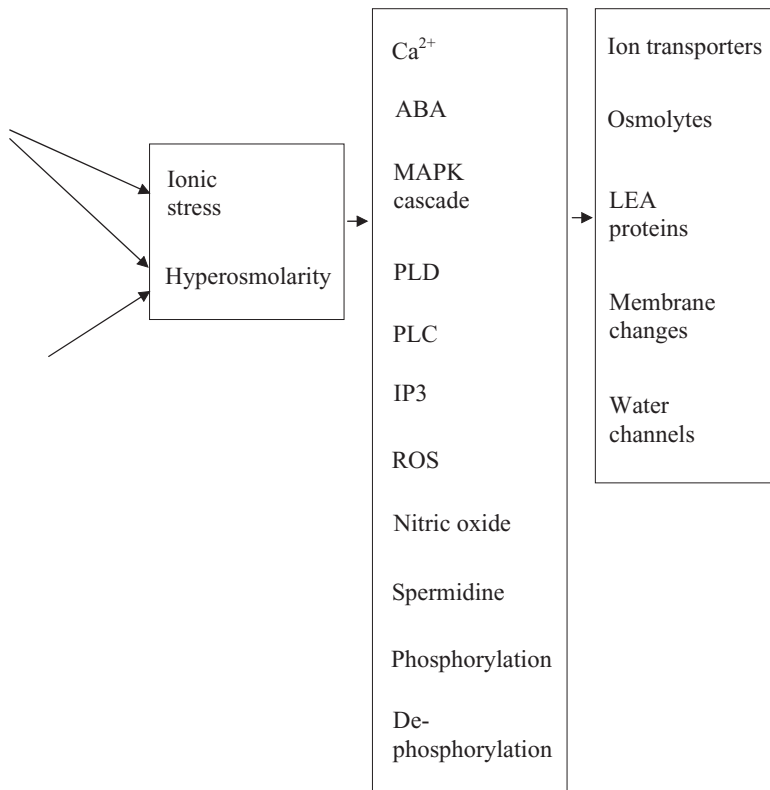 Ionic
stress
Hyperosmolarity
Ca²⁺
ABA
MAPK
cascade
PLD
PLC
IP3
ROS
Nitric oxide
Spermidine
Phosphorylation
De-
phosphorylation
Ion transporters
Osmolytes
LEA
proteins
Membrane
changes
Water
channels